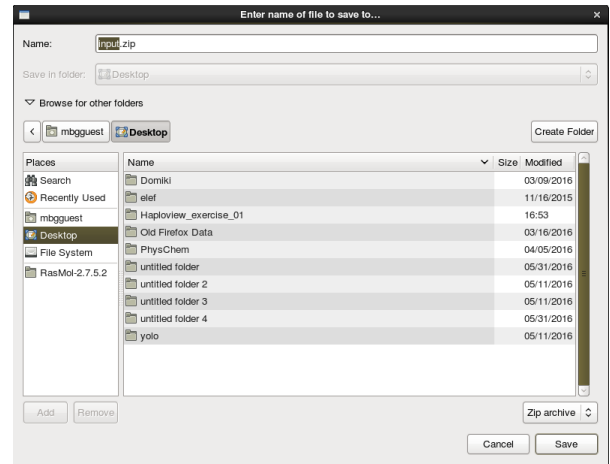 Enter name of file to save to...
Name: input.zip
Save in folder: Desktop
Browse for other folders
mbgguest Desktop Create Folder
Places Name Size Modified
Search Domiki 03/09/2016
Recently Used elef 11/16/2015
mbgguest Haploview_exercise_01 16:53
Desktop Old Firefox Data 03/16/2016
File System PhysChem 04/05/2016
RasMol-2.7.5.2 untitled folder 05/31/2016
untitled folder 2 05/11/2016
untitled folder 3 05/11/2016
untitled folder 4 05/31/2016
yolo 05/11/2016
Add Remove Zip archive
Cancel Save